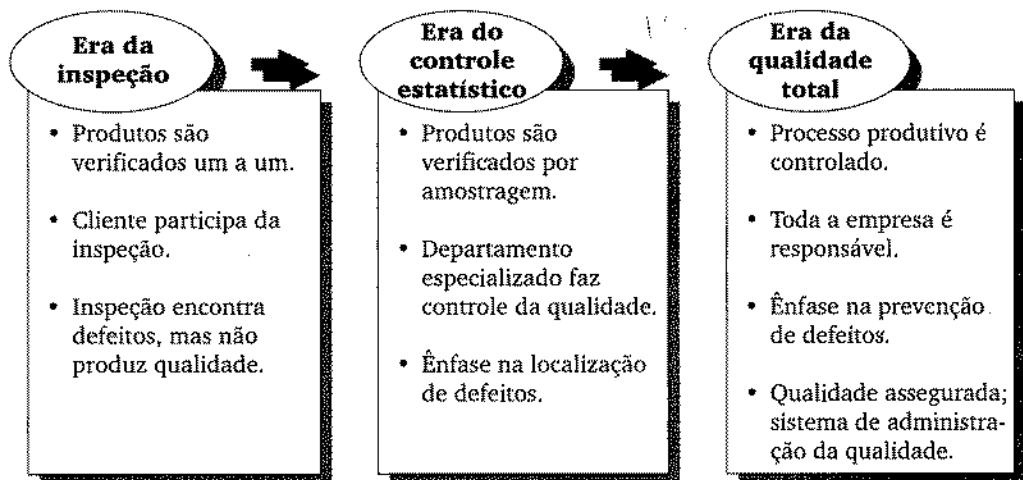 Era da
inspeção
• Produtos são
verificados um a um.
• Cliente participa da
inspeção.
• Inspeção encontra
defeitos, mas não
produz qualidade.
Era do
controle
estatístico
• Produtos são
verificados por
amostragem.
• Departamento
especializado faz
controle da qualidade.
• Ênfase na localização
de defeitos.
Era da
qualidade
total
• Processo produtivo é
controlado.
• Toda a empresa é
responsável.
• Ênfase na prevenção
de defeitos.
• Qualidade assegurada;
sistema de administra-
ção da qualidade.